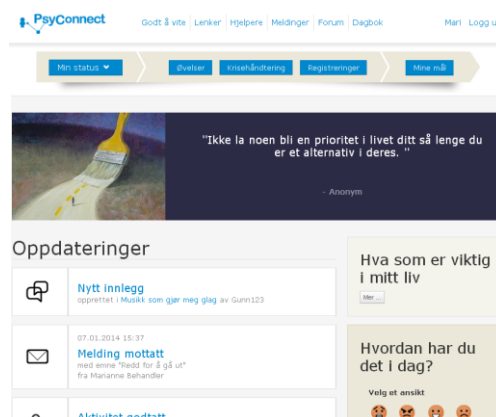 PsyConnect
Godt å vite Lenker Hjelpere Meldinger Forum Dagbok Mari Logg u
Min status Øvelser Krisehåndtering Registreringer Mine mål
"Ikke la noen bli en prioritet i livet ditt så lenge du
er et alternativ i deres. "
- Anonym
Oppdateringer
Nytt innlegg
opprettet i Musikk som gjør meg glag av Gunn123
07.01.2014 15:37
Melding mottatt
med emne "Redd for å gå ut"
fra Marianne Behandler
Aktivitet godtatt
Hva som er viktig
i mitt liv
Mer ...
Hvordan har du
det i dag?
Velg et ansikt